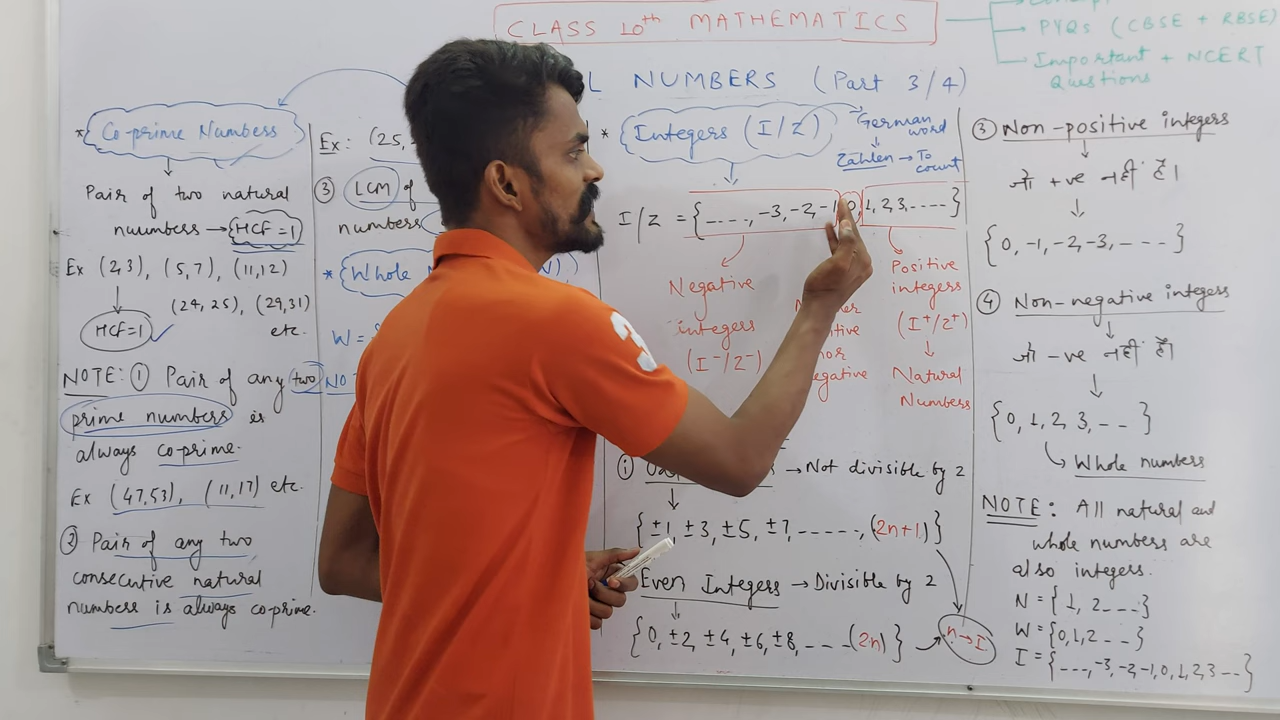 CLASS 10th MATHEMATICS
PYQs (CBSE + RBSE)
Important + NCERT
Questions
NUMBERS (Part 3/4)
* Co-prime Numbers
Pair of two natural
numbers → HCF = 1
Ex (2,3), (5,7), (11,12)
(24,25), (29,31)
etc.
HCF=1
NOTE: ① Pair of any two
prime numbers is
always co-prime.
Ex (47,53), (11,17) etc.
② Pair of any two
consecutive natural
numbers is always co-prime.
Ex: (25,
③ LCM of
numbers
* Whole
W =
* Integers (I/Z)
German
word
Zahlen → To
count
I/Z = {-----, -3, -2, -1, 0, 1, 2, 3, ----}
Negative
integers
(I⁻/Z⁻)
nor
Positive
integers
(I⁺/Z⁺)
Natural
Numbers
① → Not divisible by 2
{±1, ±3, ±5, ±7, -----, (2n+1)}
Even Integers → Divisible by 2
{0, ±2, ±4, ±6, ±8, --- (2n)}
n → I
③ Non-positive integers
जो +ve नहीं है।
{0, -1, -2, -3, - - - -}
④ Non-negative integers
जो -ve नहीं है।
{0, 1, 2, 3, - - -}
Whole numbers
NOTE: All natural and
whole numbers are
also integers.
N = {1, 2 - - - -}
W = {0, 1, 2 - - -}
I = {---, -3, -2, -1, 0, 1, 2, 3 - - -}
3